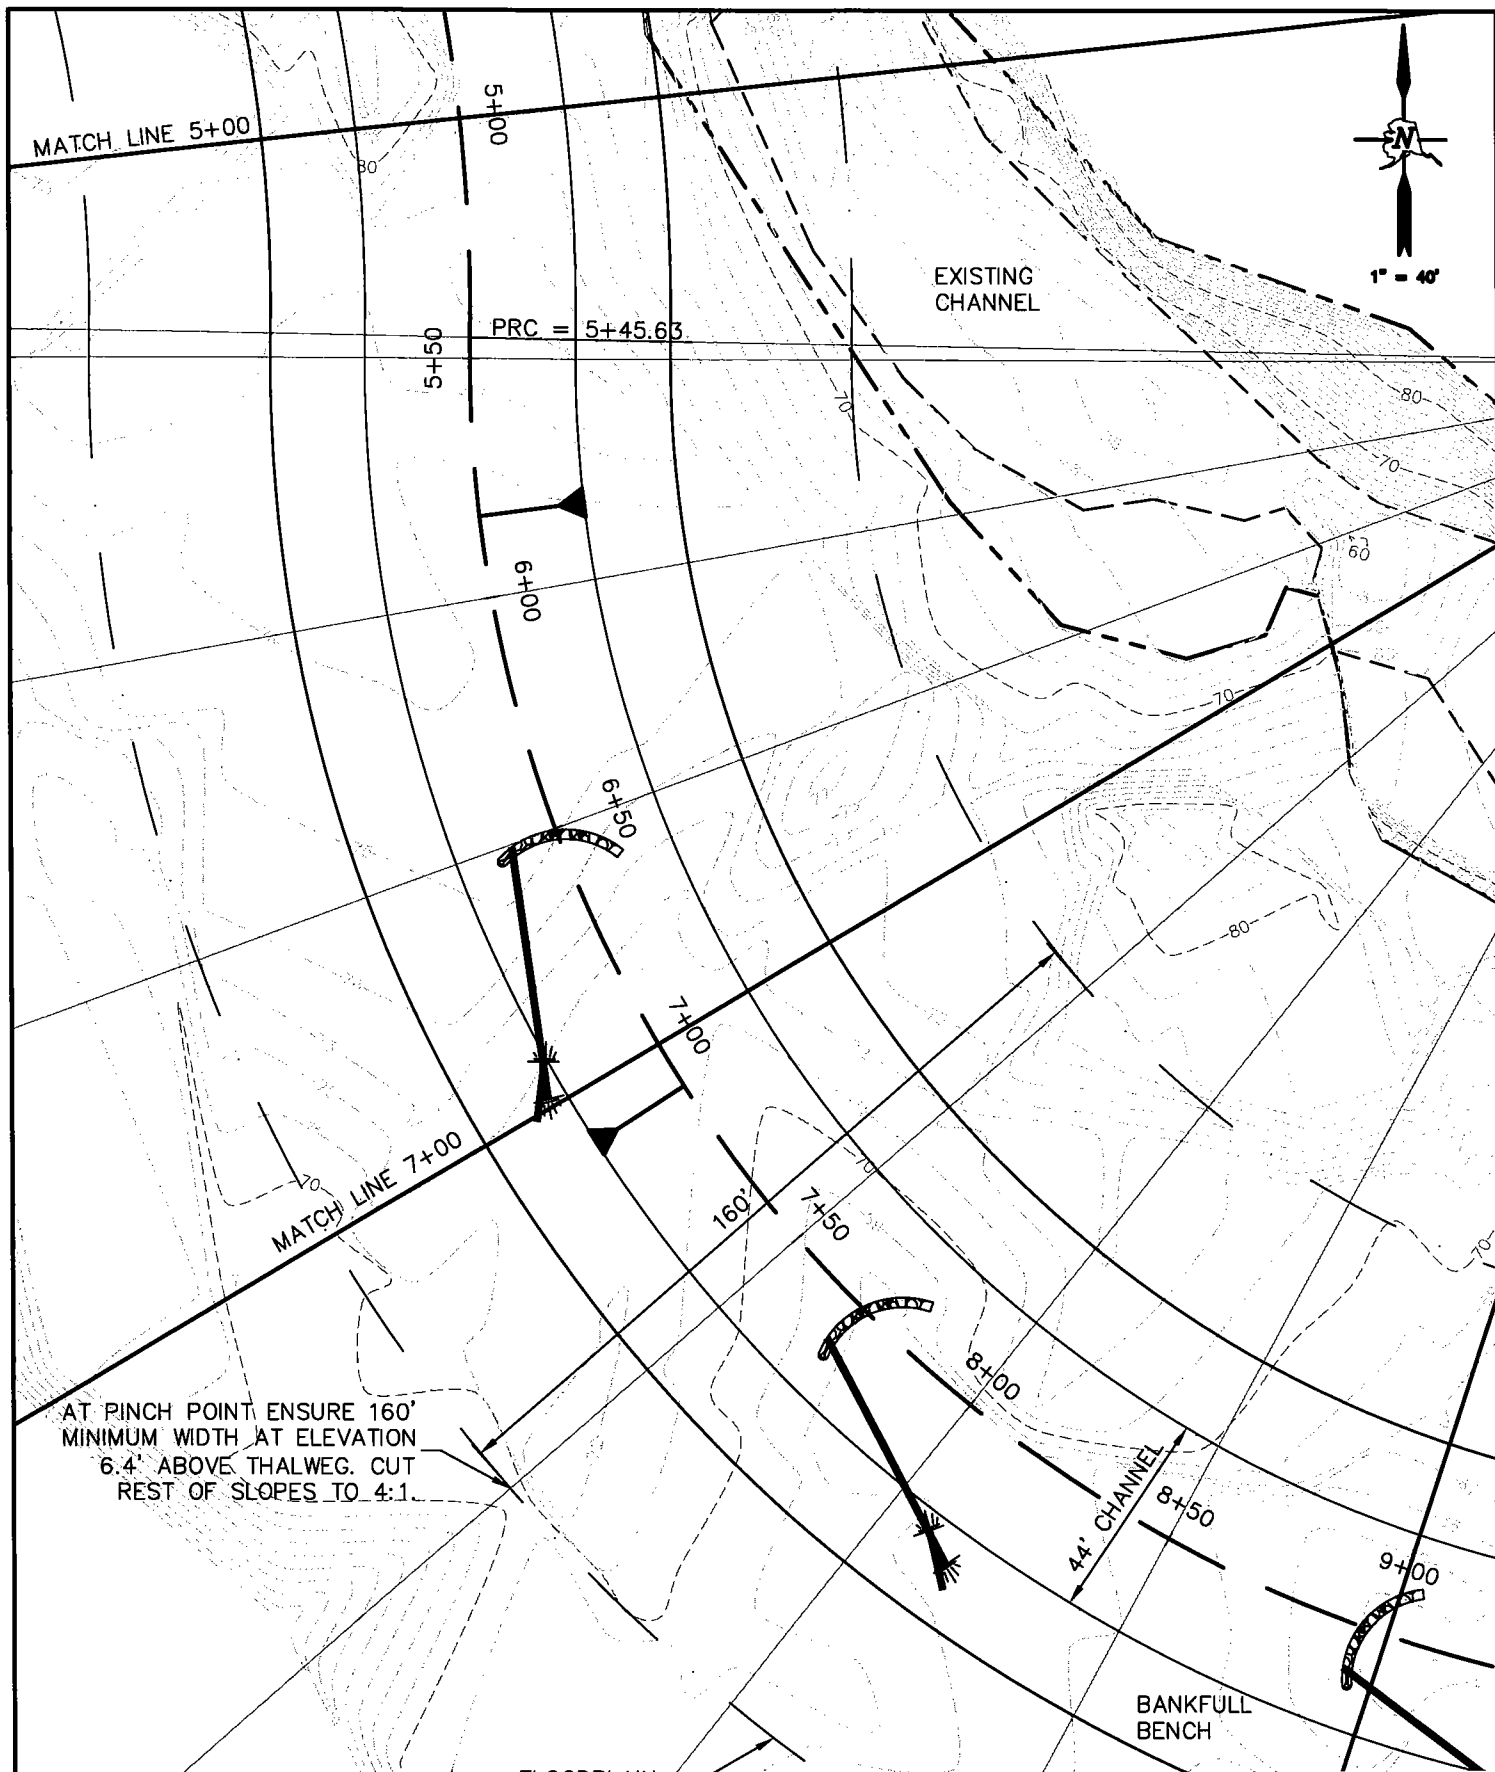 MATCH LINE 5+00
5+00
80
N
1" = 40'
EXISTING
CHANNEL
PRC = 5+45.63
5+50
70
80
70
60
6+00
70
6+50
80
7+00
MATCH LINE 7+00
70
70
160'
7+50
70
8+00
AT PINCH POINT ENSURE 160'
MINIMUM WIDTH AT ELEVATION
6.4' ABOVE THALWEG. CUT
REST OF SLOPES TO 4:1.
44' CHANNEL
8+50
9+00
BANKFULL
BENCH